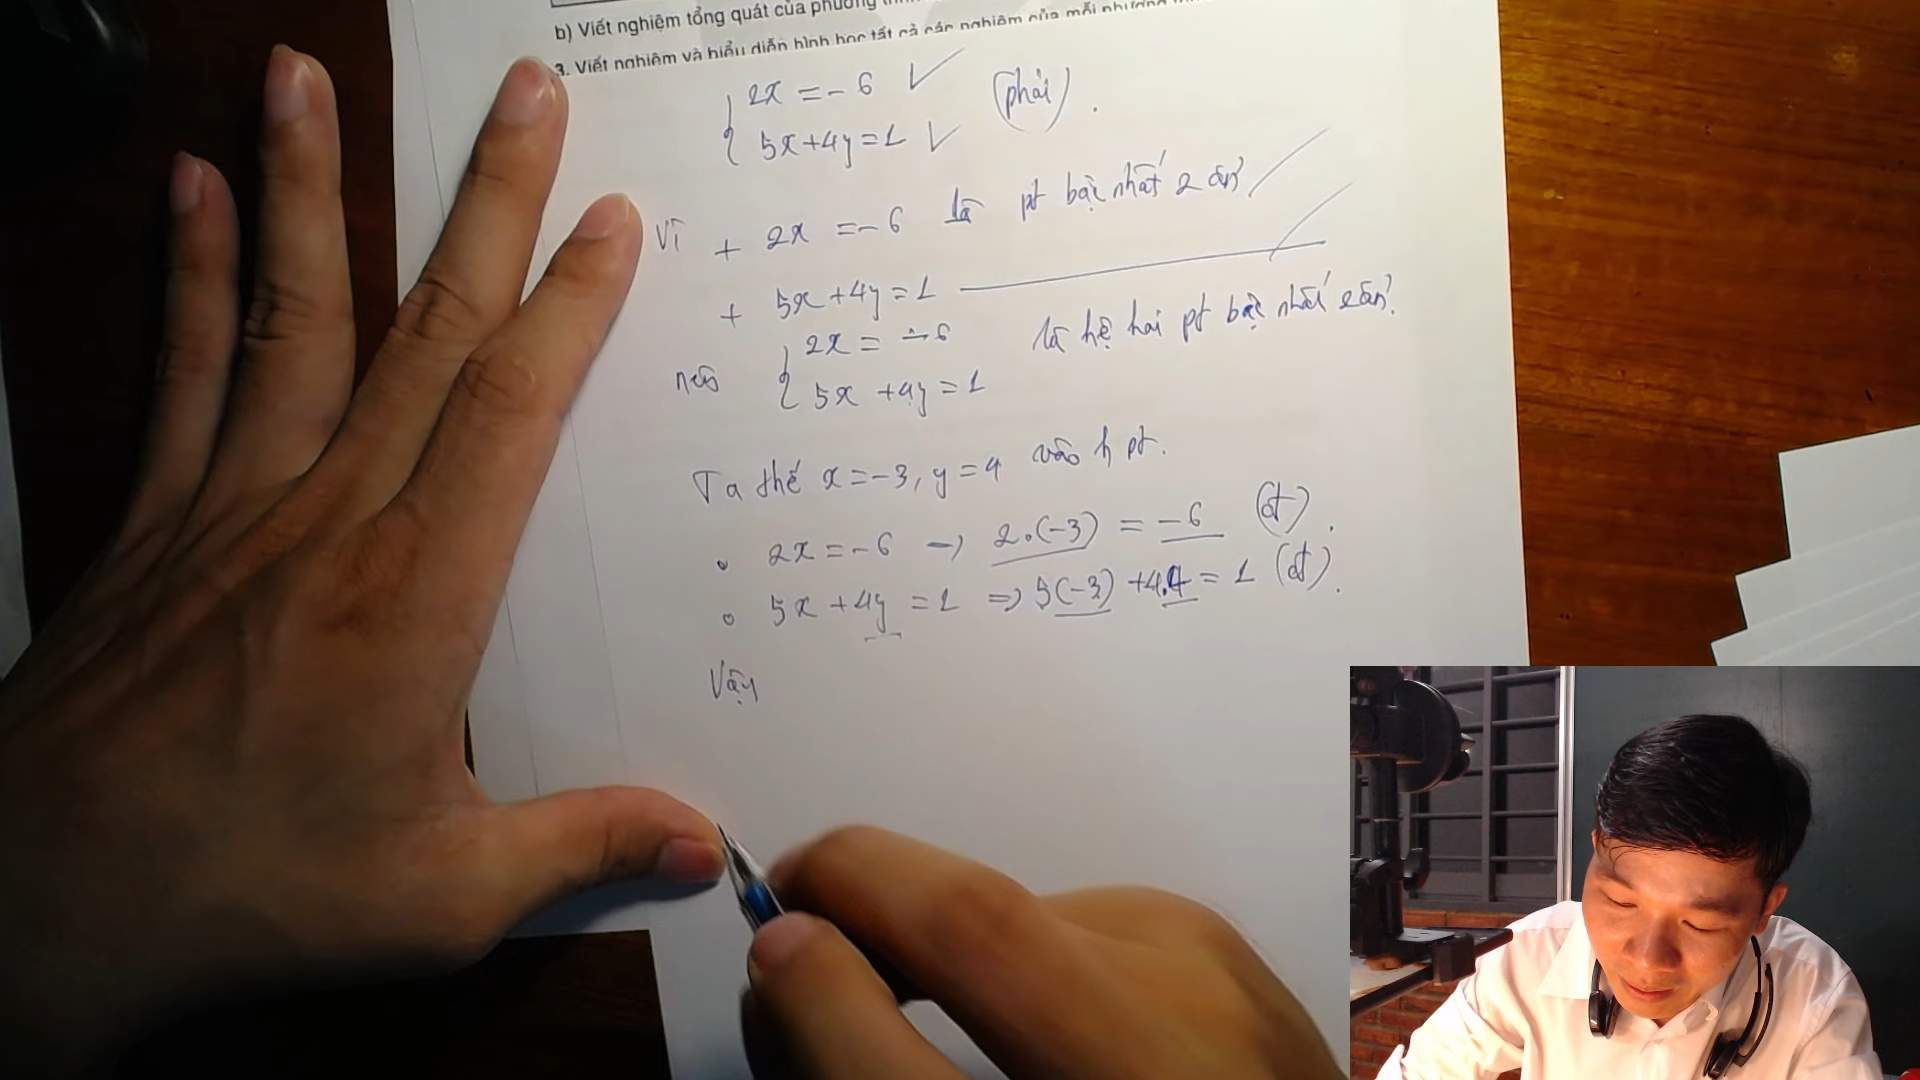 b) Viết nghiệm tổng quát của phương
3. Viết nghiệm và biểu diễn hình học tất cả các nghiệm của mỗi phương
2x = -6 (phải).
5x+4y=1
Vì + 2x = -6 là pt bậc nhất 2 ẩn
+ 5x+4y=1
nên 2x = -6 là hệ hai pt bậc nhất 2 ẩn.
5x +4y = 1
Ta thế x=-3, y=4 vào h pt.
2x = -6 → 2.(-3) = -6 (đ).
5x +4y = 1 ⇒ 5(-3) +4.4 = 1 (đ).
Vậy